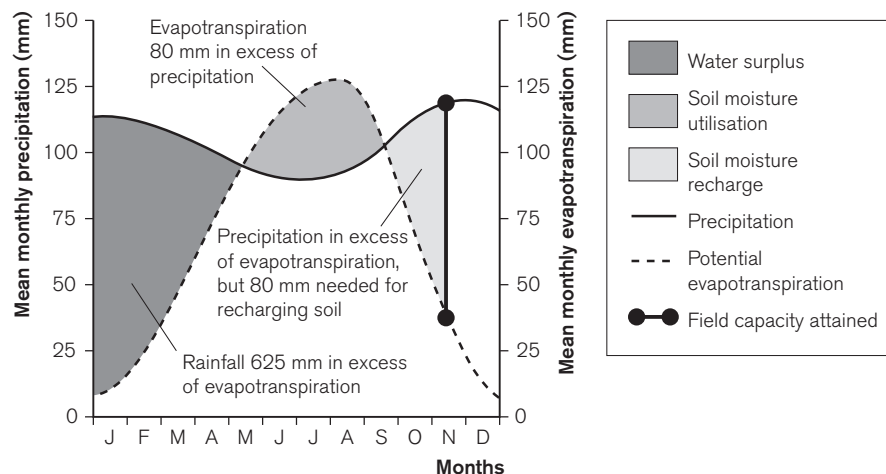 Mean monthly precipitation (mm)
150
125
100
75
50
25
0
Evapotranspiration
80 mm in excess of
precipitation
Precipitation in excess
of evapotranspiration,
but 80 mm needed for
recharging soil
Rainfall 625 mm in excess
of evapotranspiration
J F M A M J J A S O N D
Months
150
125
100
75
50
25
0
Mean monthly evapotranspiration (mm)
Water surplus
Soil moisture
utilisation
Soil moisture
recharge
Precipitation
Potential
evapotranspiration
Field capacity attained